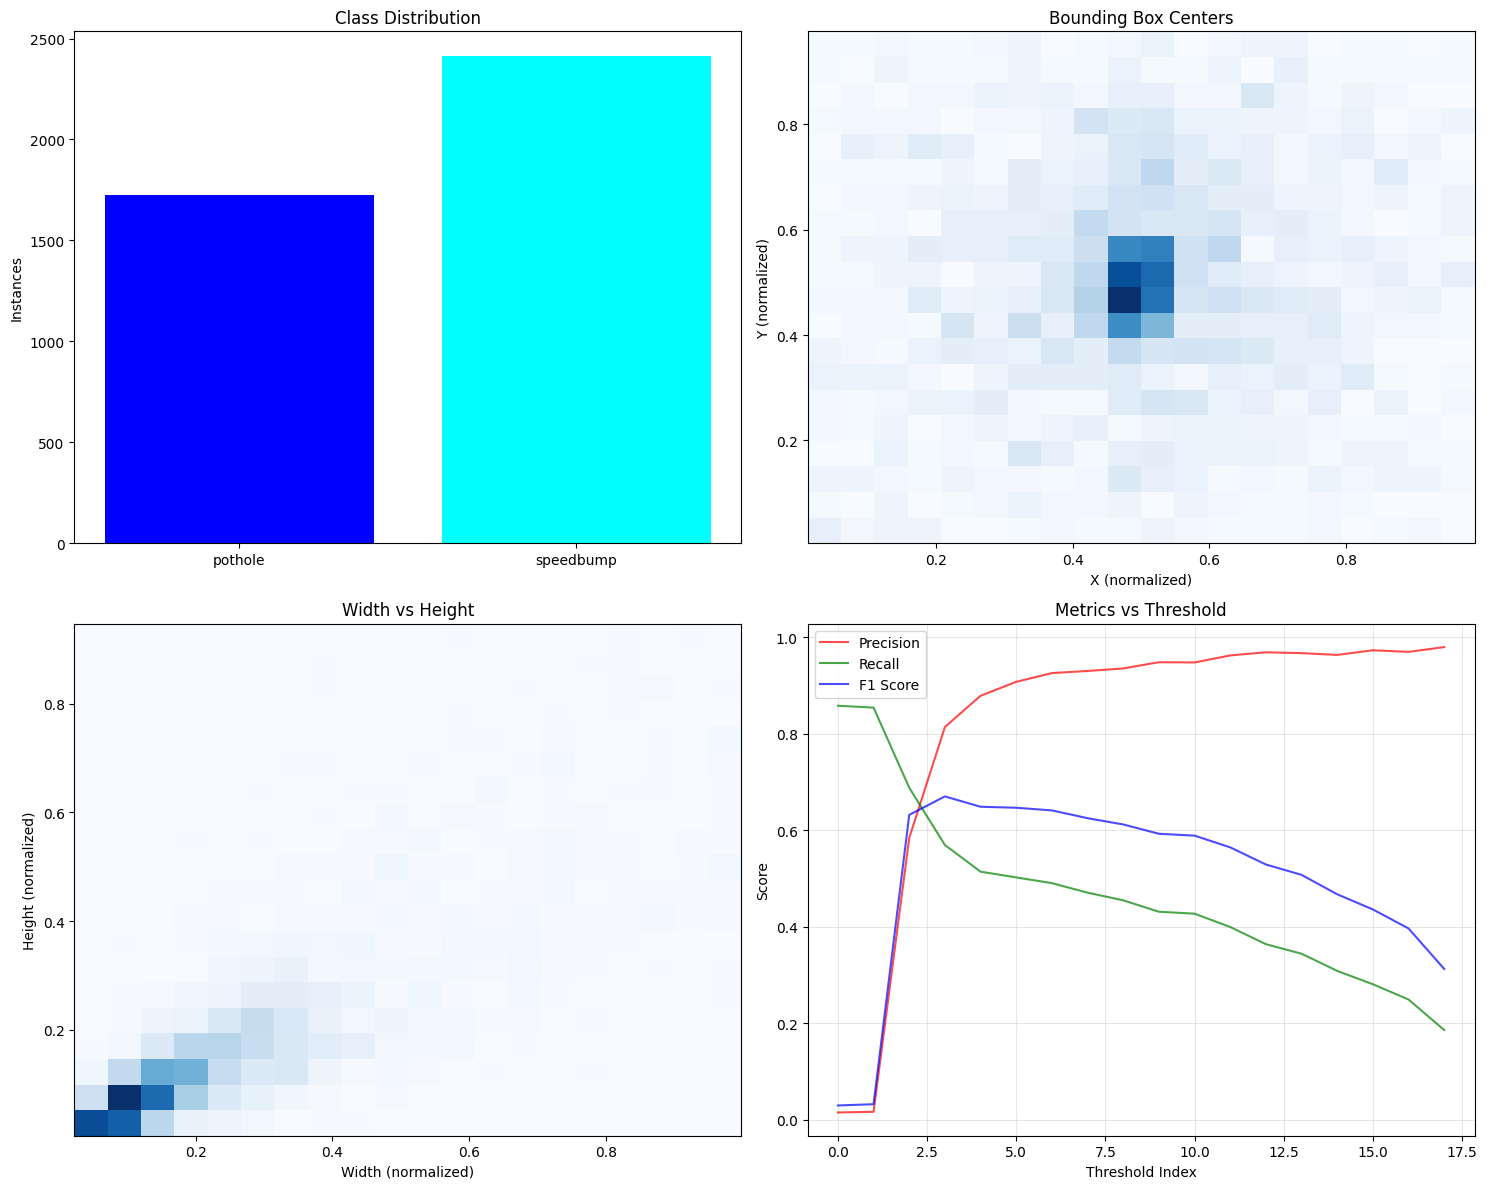 Class Distribution
Instances
2500
2000
1500
1000
500
0
pothole speedbump
Bounding Box Centers
Y (normalized)
0.8
0.6
0.4
0.2
0.2 0.4 0.6 0.8
X (normalized)
Width vs Height
Height (normalized)
0.8
0.6
0.4
0.2
0.2 0.4 0.6 0.8
Width (normalized)
Metrics vs Threshold
Precision
Recall
F1 Score
Score
1.0
0.8
0.6
0.4
0.2
0.0
0.0 2.5 5.0 7.5 10.0 12.5 15.0 17.5
Threshold Index